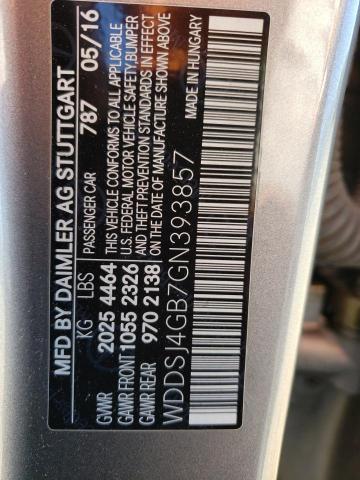 MFD BY DAIMLER AG STUTTGART
PASSENGER CAR 787 05/16
KG LBS
GWWR 2025 4464
GAWR FRONT 1055 2326
GAWR REAR 970 2138
THIS VEHICLE CONFORMS TO ALL APPLICABLE
U.S. FEDERAL MOTOR VEHICLE SAFETY, BUMPER
AND THEFT PREVENTION STANDARDS IN EFFECT
ON THE DATE OF MANUFACTURE SHOWN ABOVE
WDDSJ4GB7GN393857
MADE IN HUNGARY